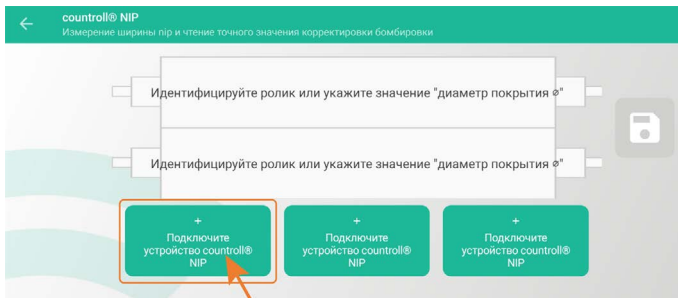 countroll® NIP
Измерение ширины nip и чтение точного значения корректировки бомбировки
Идентифицируйте ролик или укажите значение "диаметр покрытия ⌀"
Идентифицируйте ролик или укажите значение "диаметр покрытия ⌀"
+
Подключите
устройство countroll®
NIP
+
Подключите
устройство countroll®
NIP
+
Подключите
устройство countroll®
NIP